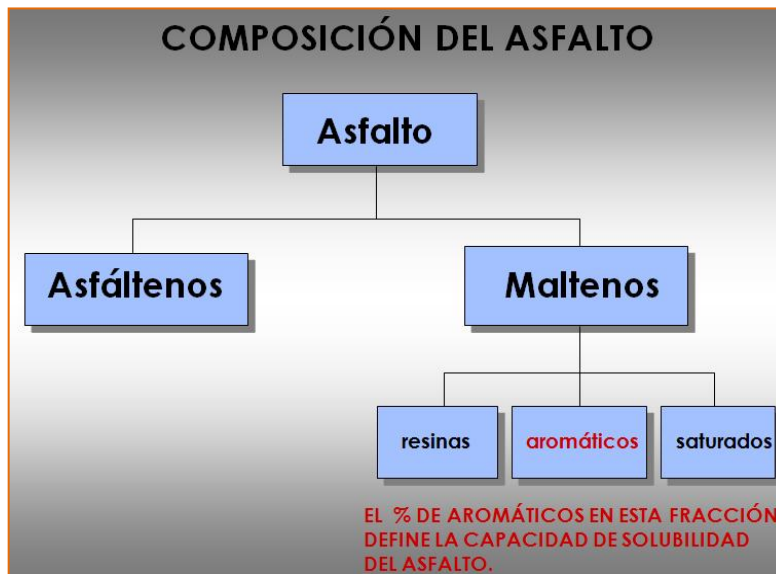 COMPOSICIÓN DEL ASFALTO
Asfalto
Asfáltenos
Maltenos
resinas
aromáticos
saturados
EL % DE AROMÁTICOS EN ESTA FRACCIÓN
DEFINE LA CAPACIDAD DE SOLUBILIDAD
DEL ASFALTO.